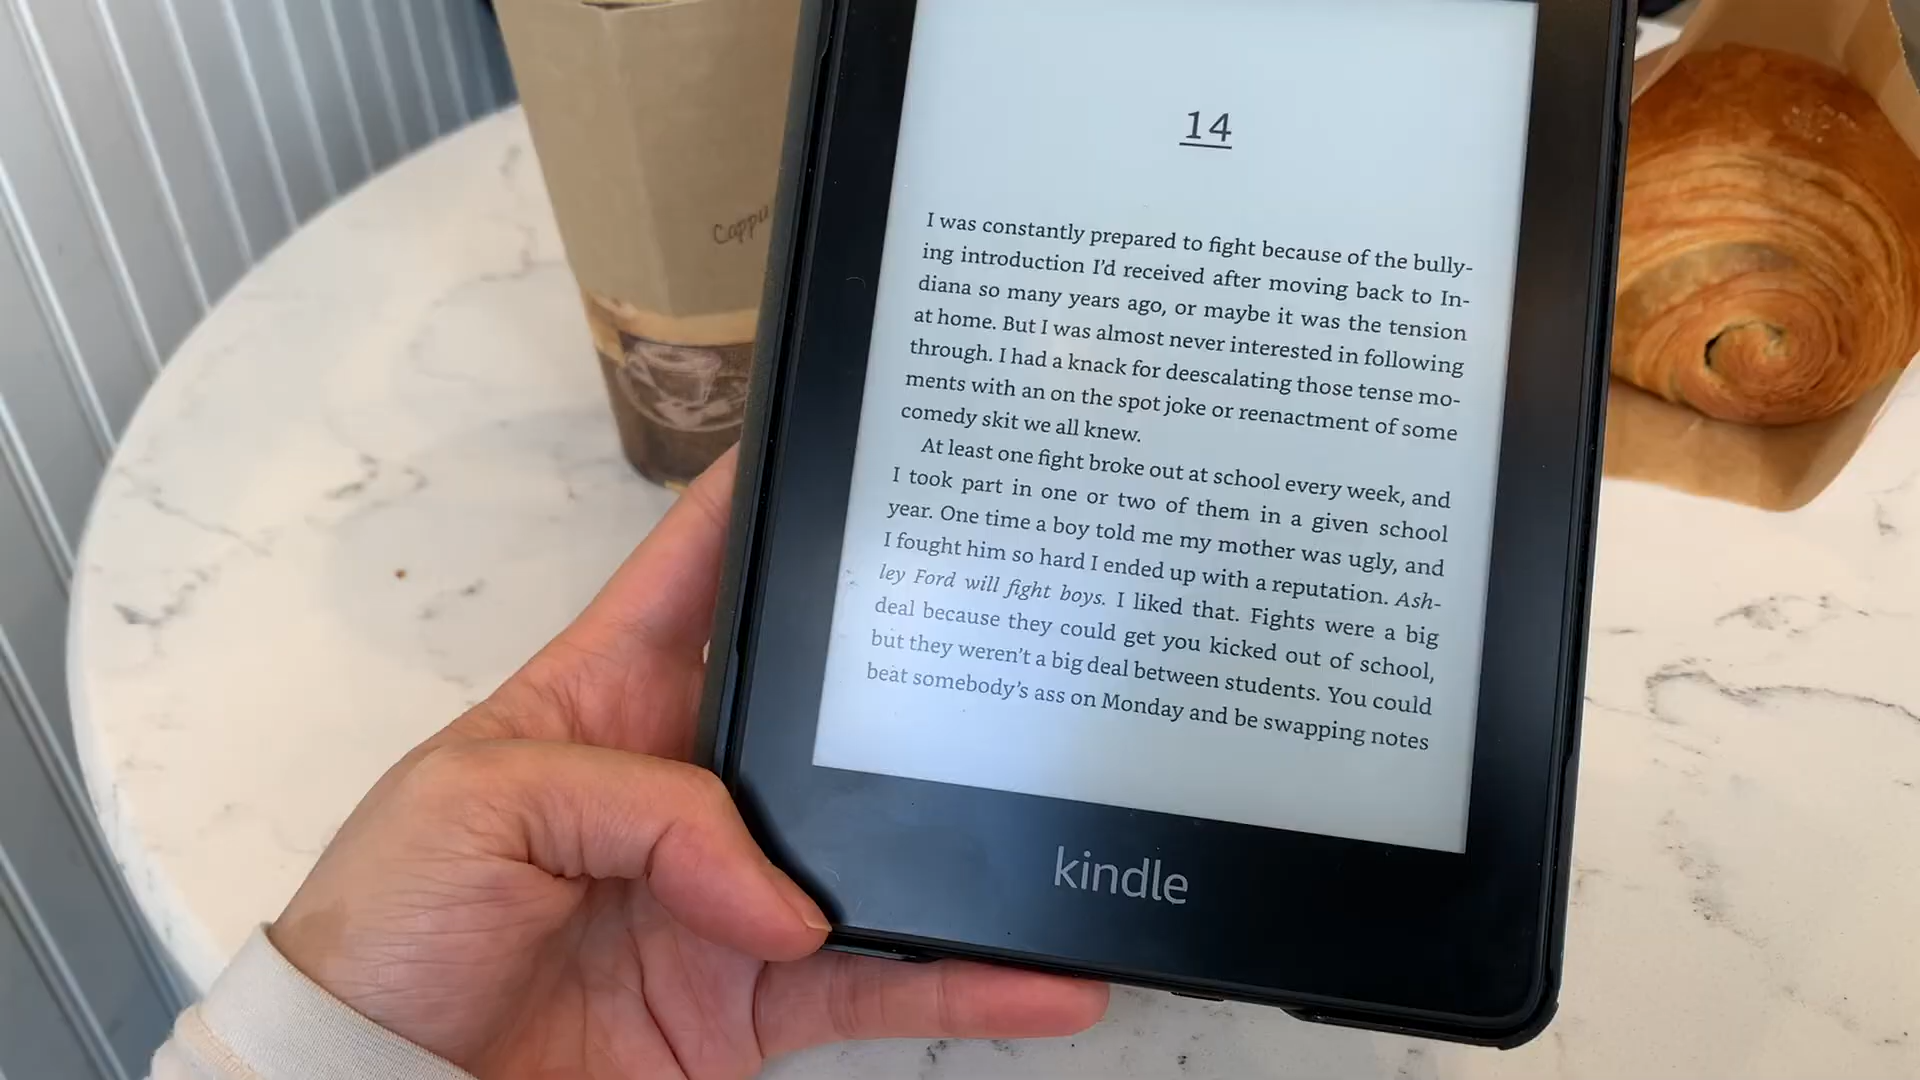 Cappu
14
I was constantly prepared to fight because of the bully-
ing introduction I'd received after moving back to In-
diana so many years ago, or maybe it was the tension
at home. But I was almost never interested in following
through. I had a knack for deescalating those tense mo-
ments with an on the spot joke or reenactment of some
comedy skit we all knew.
At least one fight broke out at school every week, and
I took part in one or two of them in a given school
year. One time a boy told me my mother was ugly, and
I fought him so hard I ended up with a reputation. Ash-
ley Ford will fight boys. I liked that. Fights were a big
deal because they could get you kicked out of school,
but they weren't a big deal between students. You could
beat somebody's ass on Monday and be swapping notes
kindle